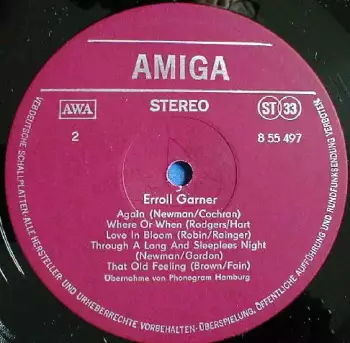 AMIGA
AWA
STEREO
ST 33
2
8 55 497
Erroll Garner
Again (Newman/Cochran)
Where Or When (Rodgers/Hart
Love In Bloom (Robin/Rainger)
Through A Long And Sleeplees Night
(Newman/Gordon)
That Old Feeling (Brown/Fain)
Übernahme von Phonogram Hamburg
VEB DEUTSCHE SCHALLPLATTEN · ALLE HERSTELLER- UND URHEBERRECHTE VORBEHALTEN · ÜBERSPIELUNG, ÖFFENTLICHE AUFFÜHRUNG UND RUNDFUNKSENDUNG VERBOTEN.